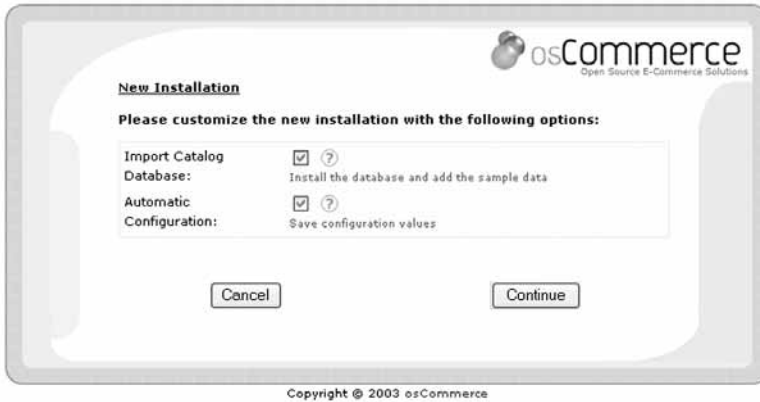 osCommerce
Open Source E-Commerce Solutions
New Installation
Please customize the new installation with the following options:
Import Catalog
Database:
?
Install the database and add the sample data
Automatic
Configuration:
?
Save configuration values
Cancel
Continue
Copyright @ 2003 osCommerce